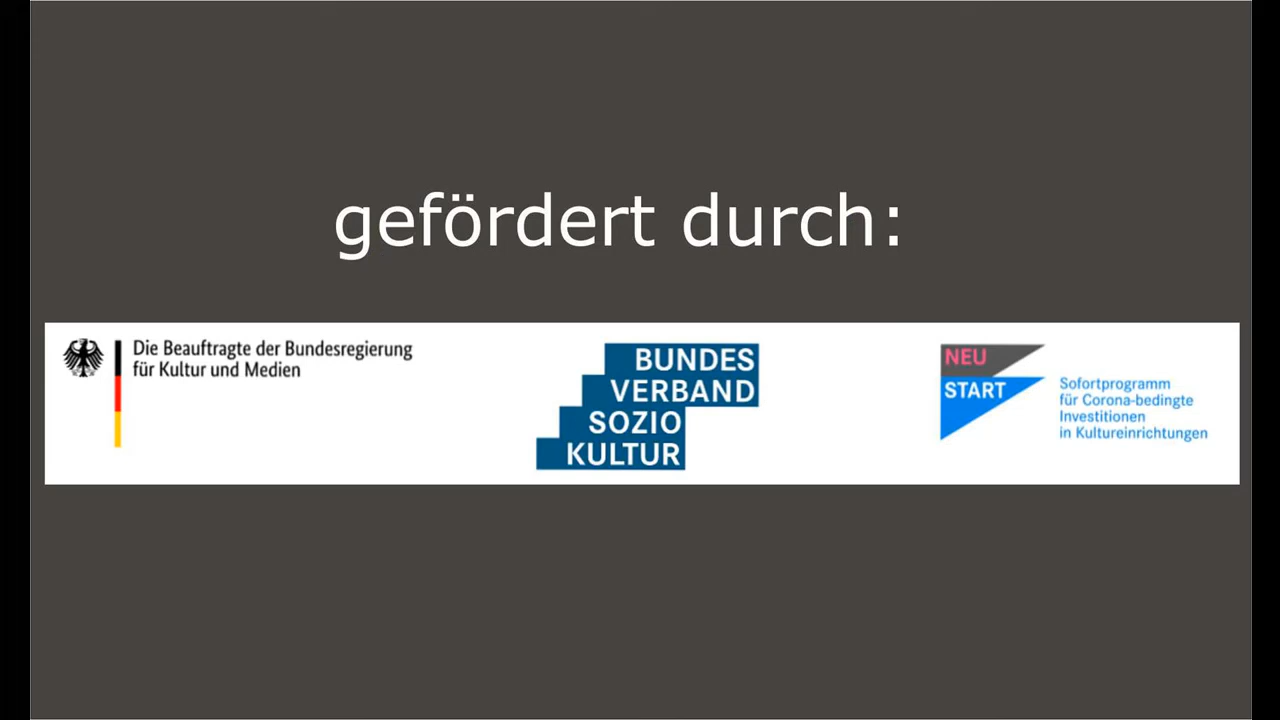 gefördert durch:
Die Beauftragte der Bundesregierung
für Kultur und Medien
BUNDES
VERBAND
SOZIO
KULTUR
NEU
START
Sofortprogramm
für Corona-bedingte
Investitionen
in Kultureinrichtungen